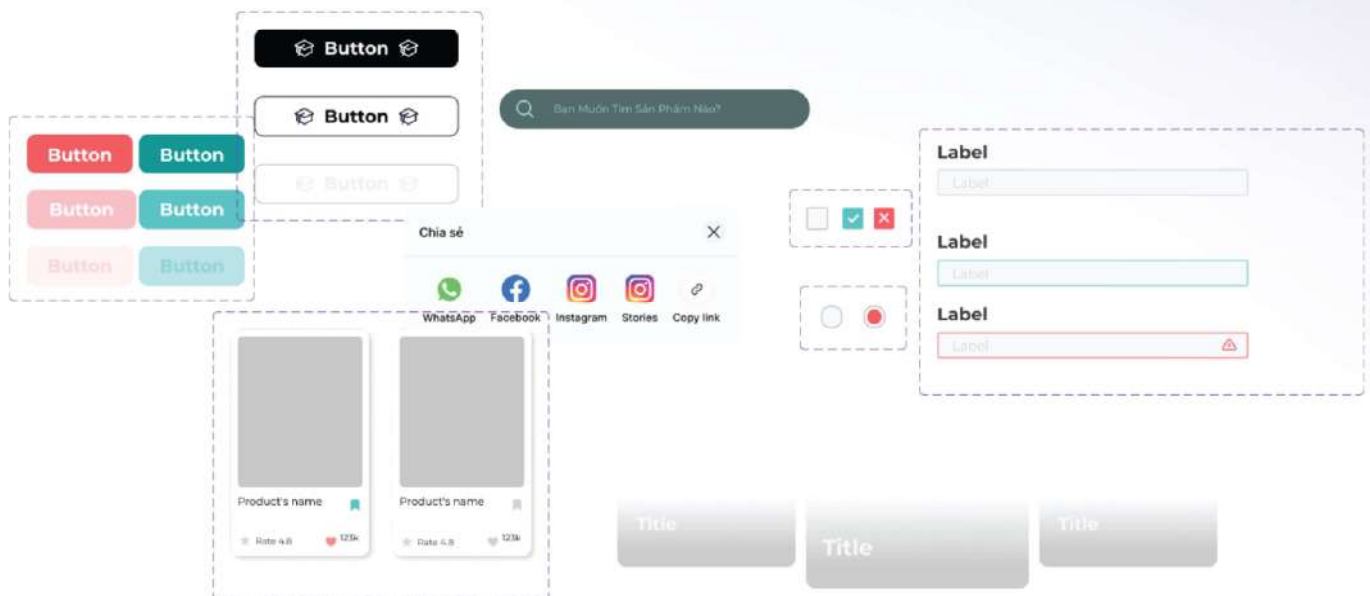 Button
Button
Button
Bạn Muốn Tìm Sản Phẩm Nào?
Button Button
Button Button
Button Button
Label
Label
Label
Label
Label
Label
Chia sẻ
WhatsApp Facebook Instagram Stories Copy link
Product's name
Rate 4.8 123k
Product's name
Rate 4.8 123k
Title
Title
Title